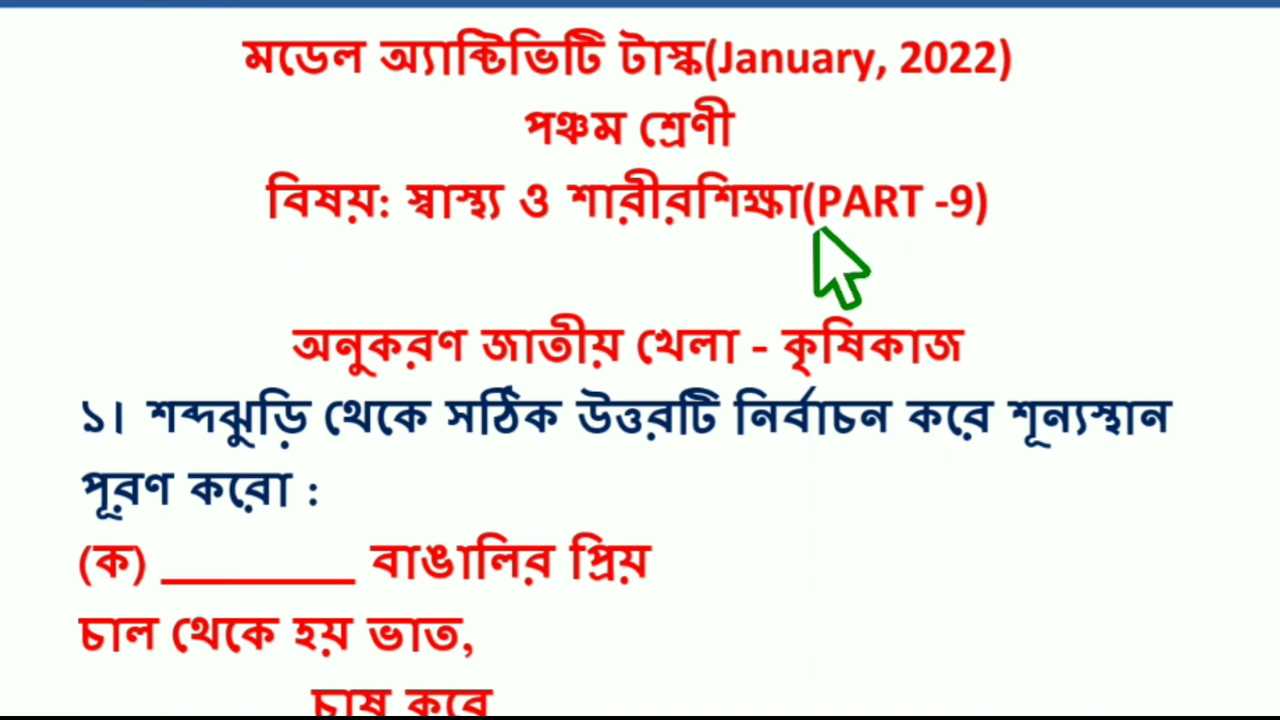 মডেল অ্যাক্টিভিটি টাস্ক(January, 2022)
পঞ্চম শ্রেণী
বিষয়: স্বাস্থ্য ও শারীরশিক্ষা(PART -9)
অনুকরণ জাতীয় খেলা - কৃষিকাজ
১। শব্দঝুড়ি থেকে সঠিক উত্তরটি নির্বাচন করে শূন্যস্থান
পূরণ করো :
(ক) ________ বাঙালির প্রিয়
চাল থেকে হয় ভাত,
চাষ করে